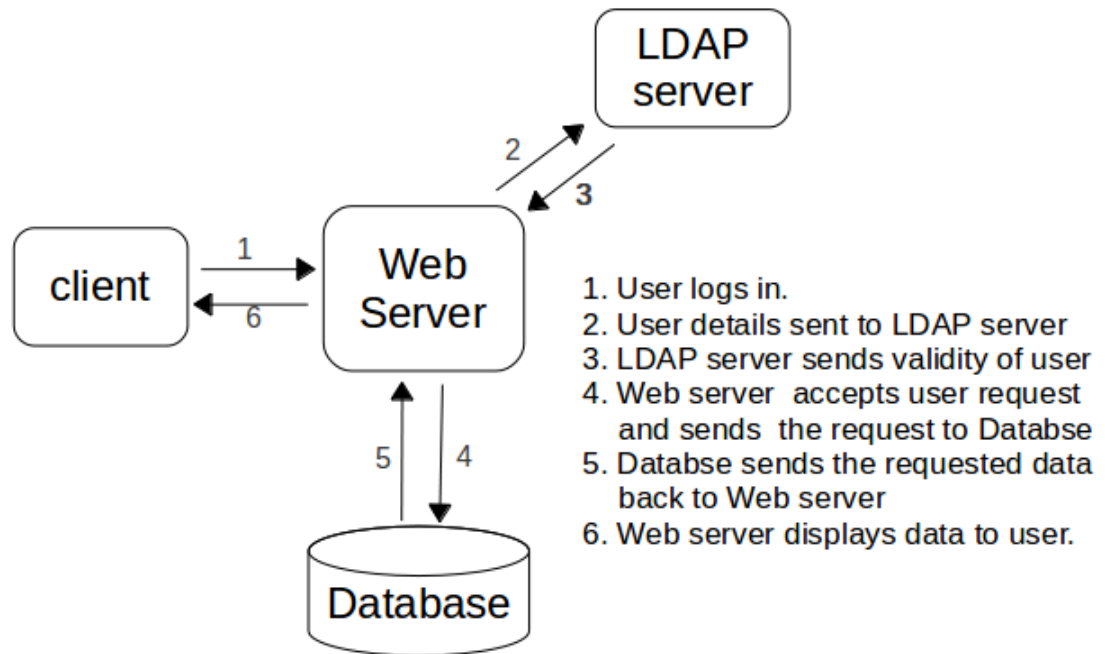 LDAP
server
2
3
1
Web
Server
client
6
1. User logs in.
2. User details sent to LDAP server
3. LDAP server sends validity of user
4. Web server  accepts user request
and sends  the request to Databse
5. Databse sends the requested data
back to Web server
6. Web server displays data to user.
5
4
Database